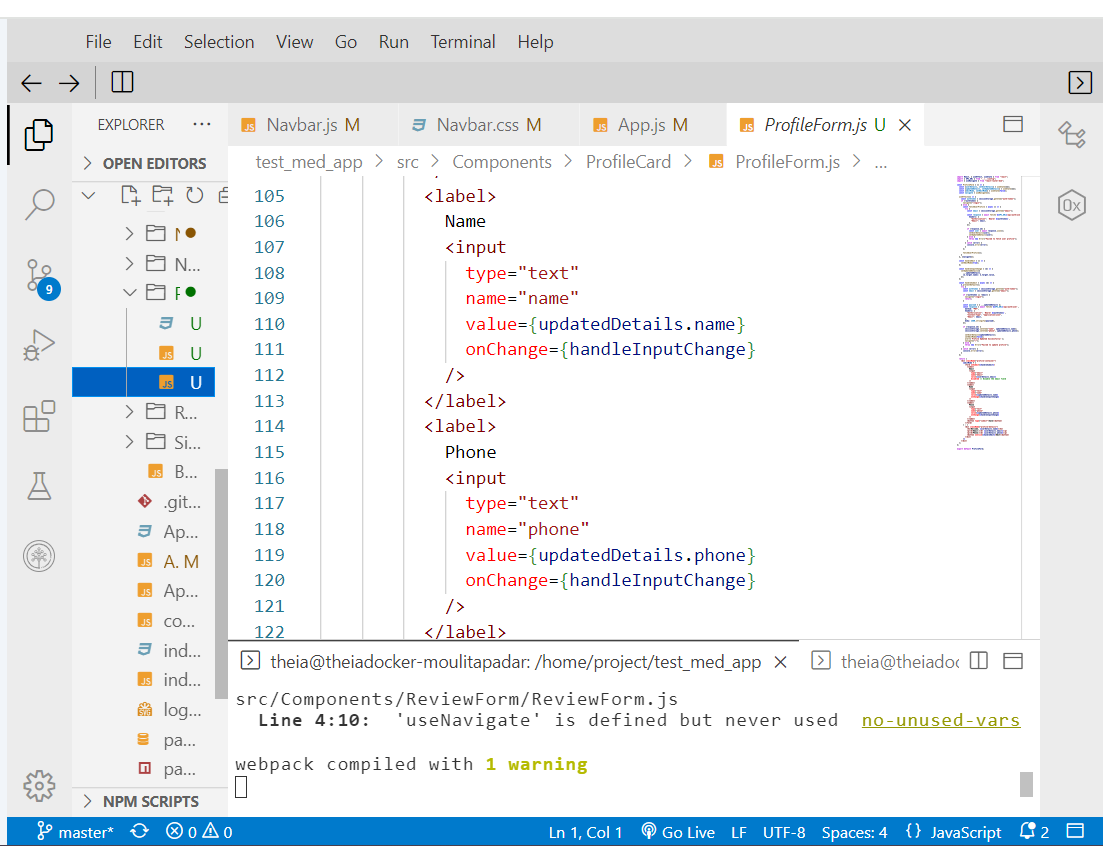 File Edit Selection View Go Run Terminal Help
EXPLORER ...
Navbar.js M Navbar.css M App.js M ProfileForm.js U
OPEN EDITORS
test_med_app > src > Components > ProfileCard > ProfileForm.js > ...
N...
U
U
U
R...
Si...
B...
.git...
Ap...
A. M
Ap...
co...
ind...
ind...
log...
pa...
pa...
NPM SCRIPTS
9
105 <label>
106 Name
107 <input
108 type="text"
109 name="name"
110 value={updatedDetails.name}
111 onChange={handleInputChange}
112 />
113 </label>
114 <label>
115 Phone
116 <input
117 type="text"
118 name="phone"
119 value={updatedDetails.phone}
120 onChange={handleInputChange}
121 />
122 </label>
0x
theia@theiadocker-moulitapadar: /home/project/test_med_app theia@theiadoc
src/Components/ReviewForm/ReviewForm.js
Line 4:10: 'useNavigate' is defined but never used no-unused-vars
webpack compiled with 1 warning
master* 0 0 Ln 1, Col 1 Go Live LF UTF-8 Spaces: 4 {} JavaScript 2